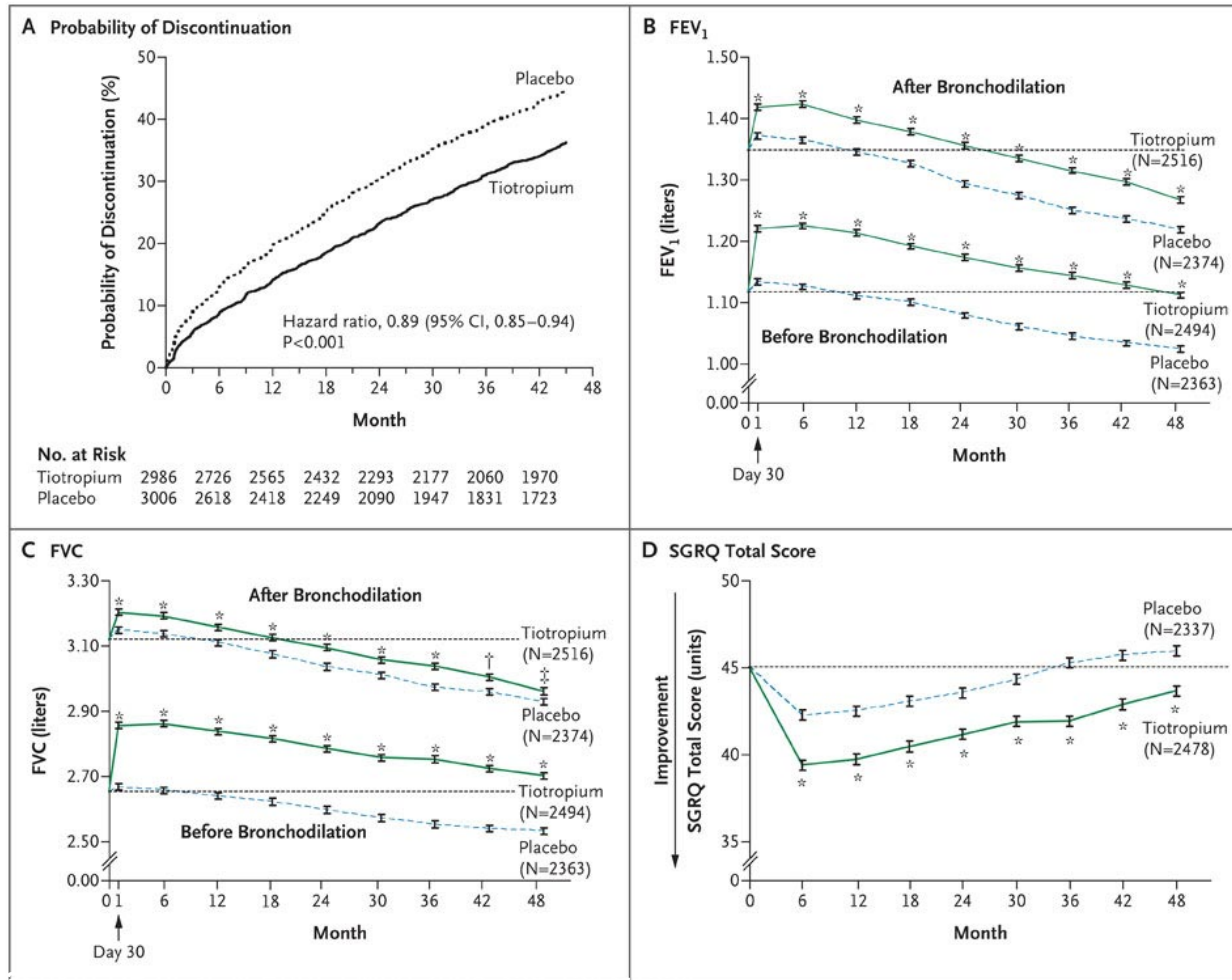 A Probability of Discontinuation
Probability of Discontinuation (%)
50
40
30
20
10
0
Placebo
Tiotropium
Hazard ratio, 0.89 (95% CI, 0.85–0.94)
P<0.001
0 6 12 18 24 30 36 42 48
Month
No. at Risk
Tiotropium 2986 2726 2565 2432 2293 2177 2060 1970
Placebo 3006 2618 2418 2249 2090 1947 1831 1723
B FEV₁
FEV₁ (liters)
1.50
1.40
1.30
1.20
1.10
1.00
0.00
After Bronchodilation
Tiotropium
(N=2516)
Placebo
(N=2374)
Tiotropium
(N=2494)
Before Bronchodilation
Placebo
(N=2363)
0 1 6 12 18 24 30 36 42 48
Month
Day 30
C FVC
FVC (liters)
3.30
3.10
2.90
2.70
2.50
0.00
After Bronchodilation
†
‡
Tiotropium
(N=2516)
Placebo
(N=2374)
Tiotropium
(N=2494)
Before Bronchodilation
Placebo
(N=2363)
0 1 6 12 18 24 30 36 42 48
Month
Day 30
D SGRQ Total Score
Improvement
SGRQ Total Score (units)
50
45
40
35
0
Placebo
(N=2337)
Tiotropium
(N=2478)
0 6 12 18 24 30 36 42 48
Month